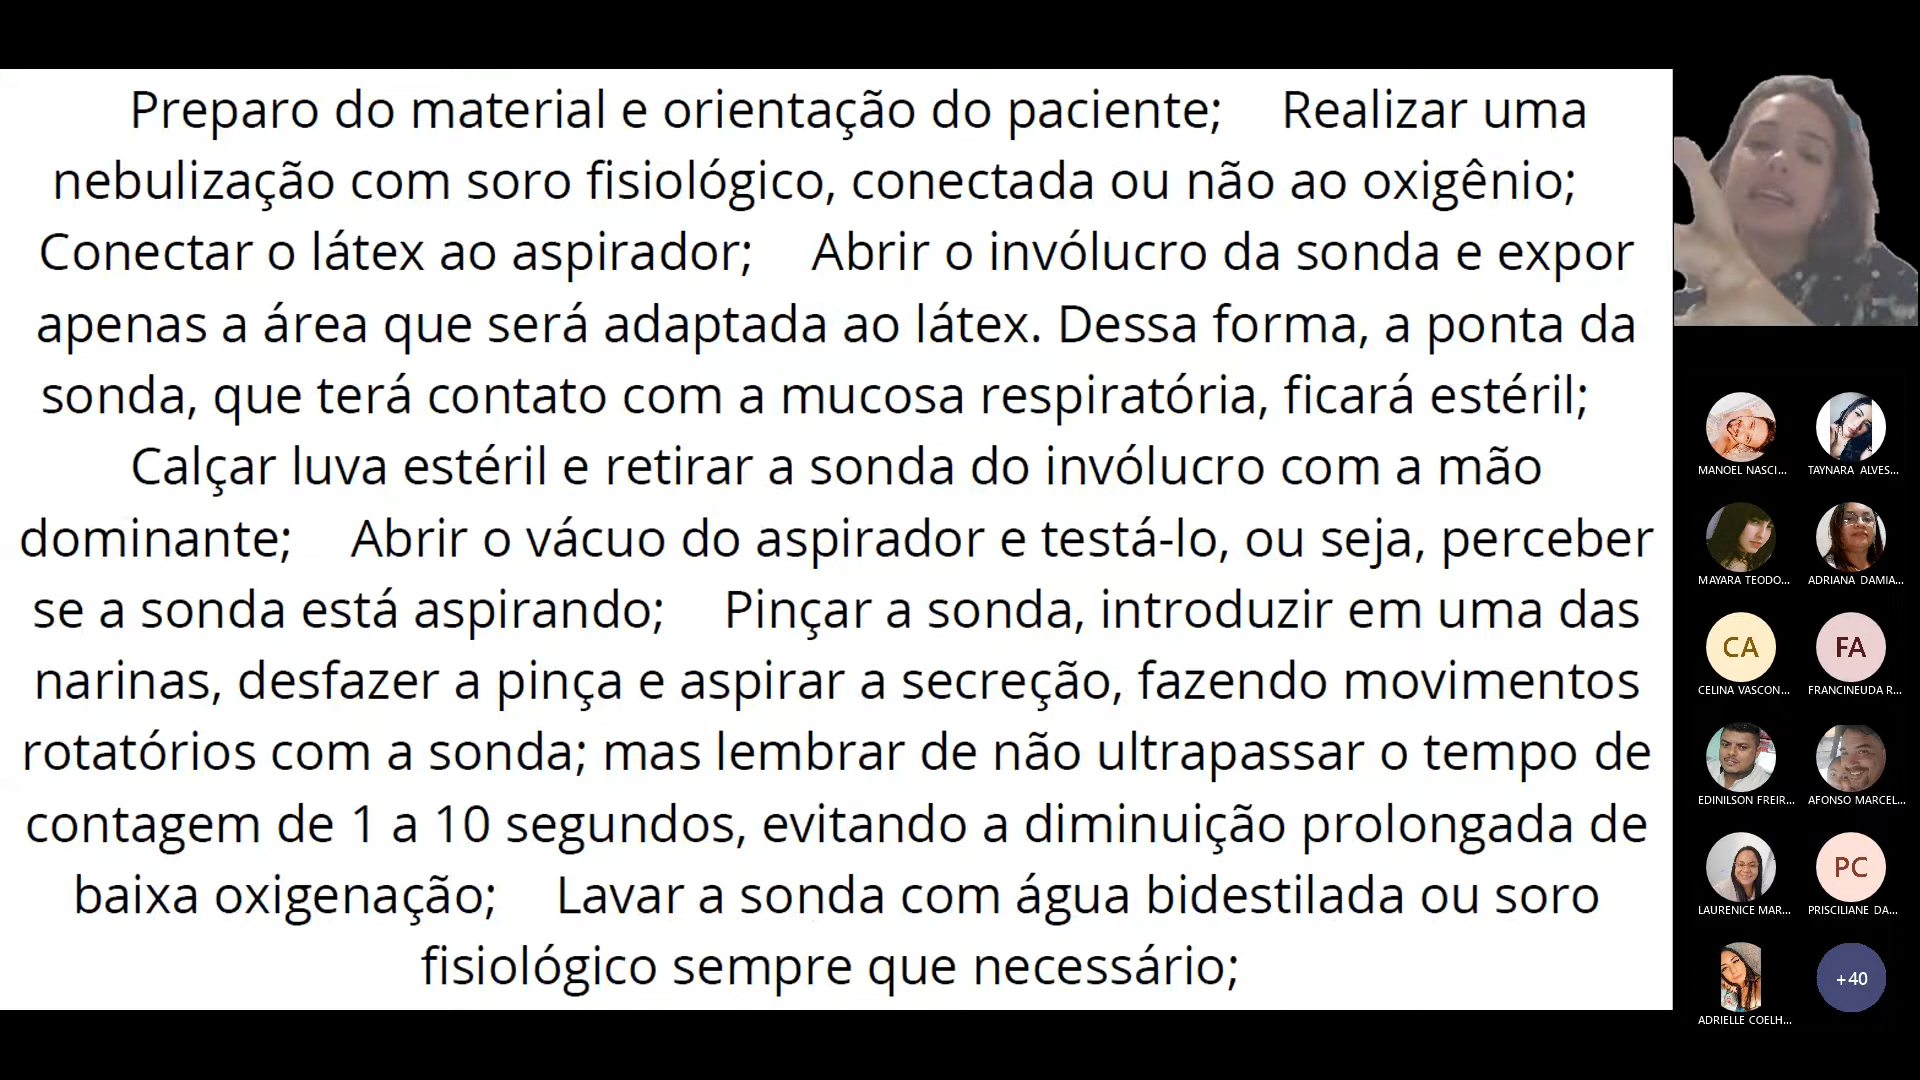 Preparo do material e orientação do paciente; Realizar uma
nebulização com soro fisiológico, conectada ou não ao oxigênio;
Conectar o látex ao aspirador; Abrir o invólucro da sonda e expor
apenas a área que será adaptada ao látex. Dessa forma, a ponta da
sonda, que terá contato com a mucosa respiratória, ficará estéril;
Calçar luva estéril e retirar a sonda do invólucro com a mão
dominante; Abrir o vácuo do aspirador e testá-lo, ou seja, perceber
se a sonda está aspirando; Pinçar a sonda, introduzir em uma das
narinas, desfazer a pinça e aspirar a secreção, fazendo movimentos
rotatórios com a sonda; mas lembrar de não ultrapassar o tempo de
contagem de 1 a 10 segundos, evitando a diminuição prolongada de
baixa oxigenação; Lavar a sonda com água bidestilada ou soro
fisiológico sempre que necessário;
MANOEL NASCI...
TAYNARA ALVES...
MAYARA TEODO...
ADRIANA DAMIA...
CA
FA
CELINA VASCON...
FRANCINEUDA R...
EDINILSON FREIR...
AFONSO MARCEL...
PC
LAURENICE MAR...
PRISCILIANE DA...
+40
ADRIELLE COELH...